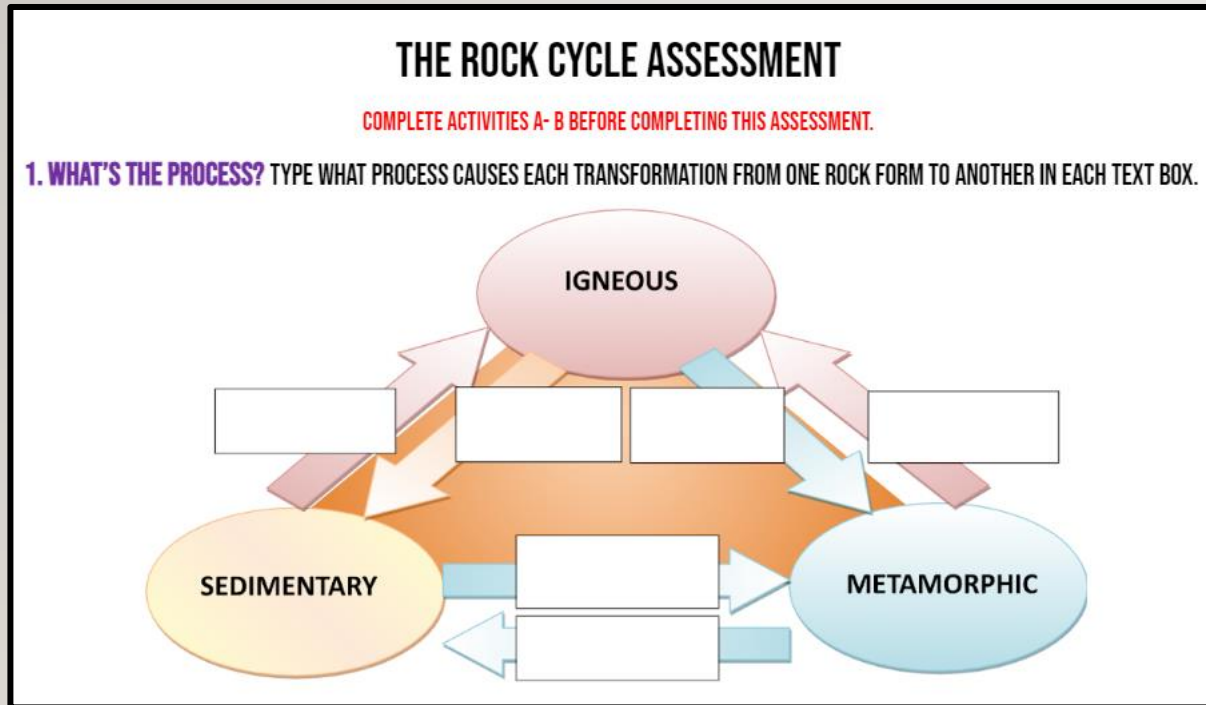 THE ROCK CYCLE ASSESSMENT
COMPLETE ACTIVITIES A- B BEFORE COMPLETING THIS ASSESSMENT.
1. WHAT'S THE PROCESS? TYPE WHAT PROCESS CAUSES EACH TRANSFORMATION FROM ONE ROCK FORM TO ANOTHER IN EACH TEXT BOX.
IGNEOUS
SEDIMENTARY
METAMORPHIC